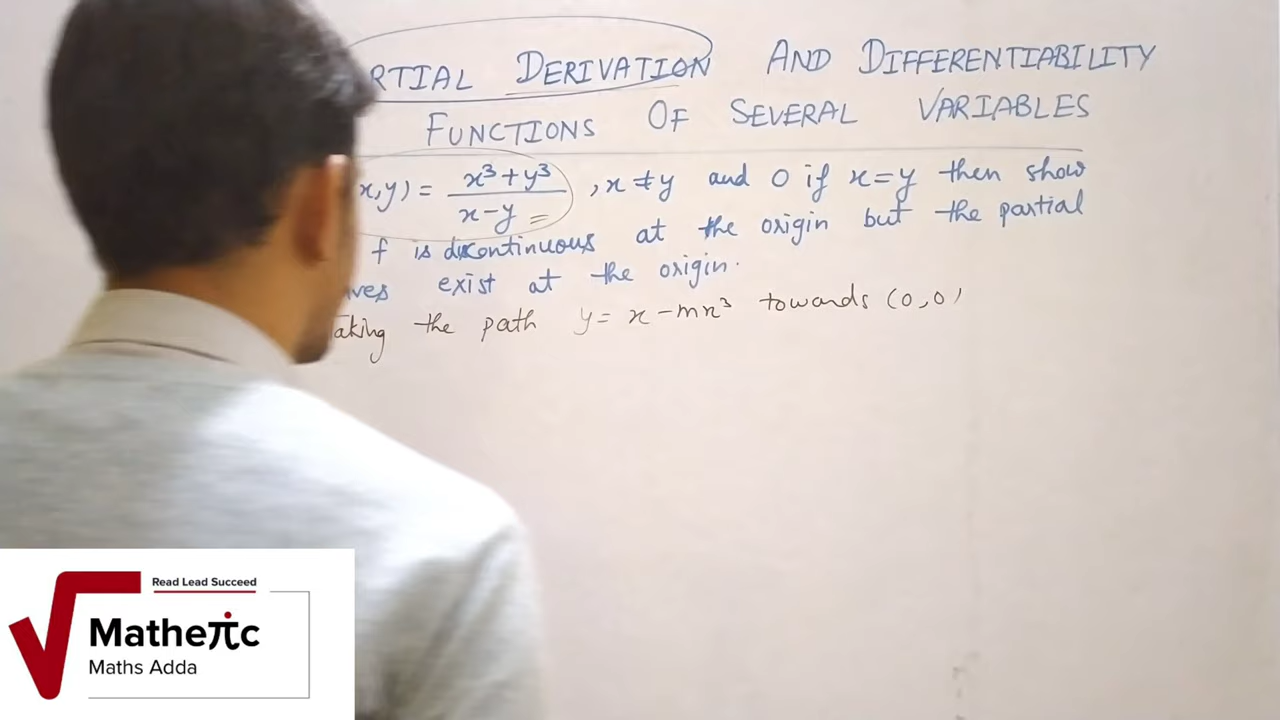 RTIAL DERIVATION AND DIFFERENTIABILITY
FUNCTIONS OF SEVERAL VARIABLES
x,y) = x³+y³ / x-y , x ≠ y and 0 if x=y then show
f is discontinuous at the origin but the partial
ves exist at the origin.
Taking the path y = x - mx³ towards (0,0)
Read Lead Succeed
Matheπc
Maths Adda